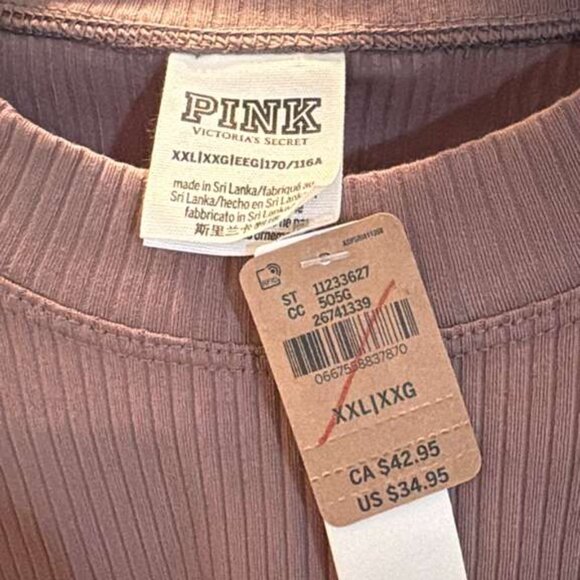 PINK
VICTORIA'S SECRET
XXL|XXG|EEG|170/116A
made in Sri Lanka/fabriqué au
Sri Lanka/hecho en Sri Lanka/
fabbricato in Sri Lanka
斯里兰卡
RFID
ST 11233627
CC 505G
26741339
XXL|XXG
CA $42.95
US $34.95